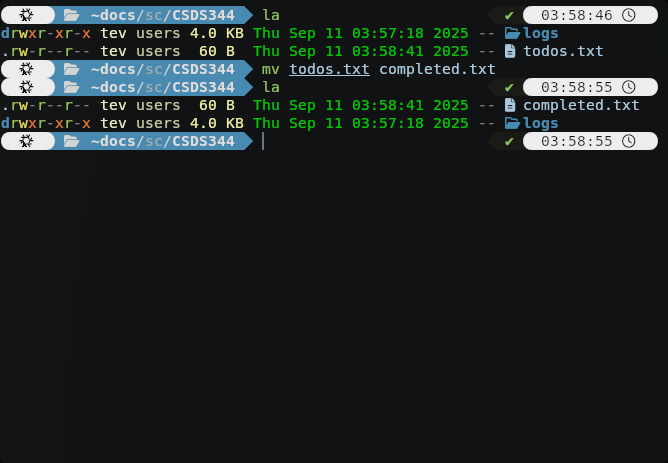 ~docs/sc/CSDS344 la ✔ 03:58:46
drwxr-xr-x tev users 4.0 KB Thu Sep 11 03:57:18 2025 -- logs
.rw-r--r-- tev users 60 B Thu Sep 11 03:58:41 2025 -- todos.txt
mv todos.txt completed.txt
~docs/sc/CSDS344 la ✔ 03:58:55
.rw-r--r-- tev users 60 B Thu Sep 11 03:58:41 2025 -- completed.txt
drwxr-xr-x tev users 4.0 KB Thu Sep 11 03:57:18 2025 -- logs
~docs/sc/CSDS344 ✔ 03:58:55